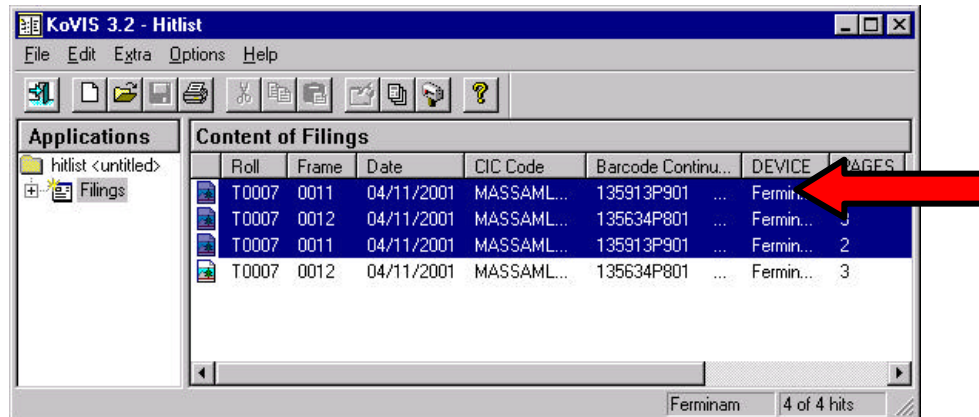 KoVIS 3.2 - Hitlist
File Edit Extra Options Help
Applications
Content of Filings
hitlist <untitled>
Filings
Roll Frame Date CIC Code Barcode Continu... DEVICE PAGES
T0007 0011 04/11/2001 MASSAML... 135913P901 ... Fermin...
T0007 0012 04/11/2001 MASSAML... 135634P801 ... Fermin... 3
T0007 0011 04/11/2001 MASSAML... 135913P901 ... Fermin... 2
T0007 0012 04/11/2001 MASSAML... 135634P801 ... Fermin... 3
Ferminam 4 of 4 hits